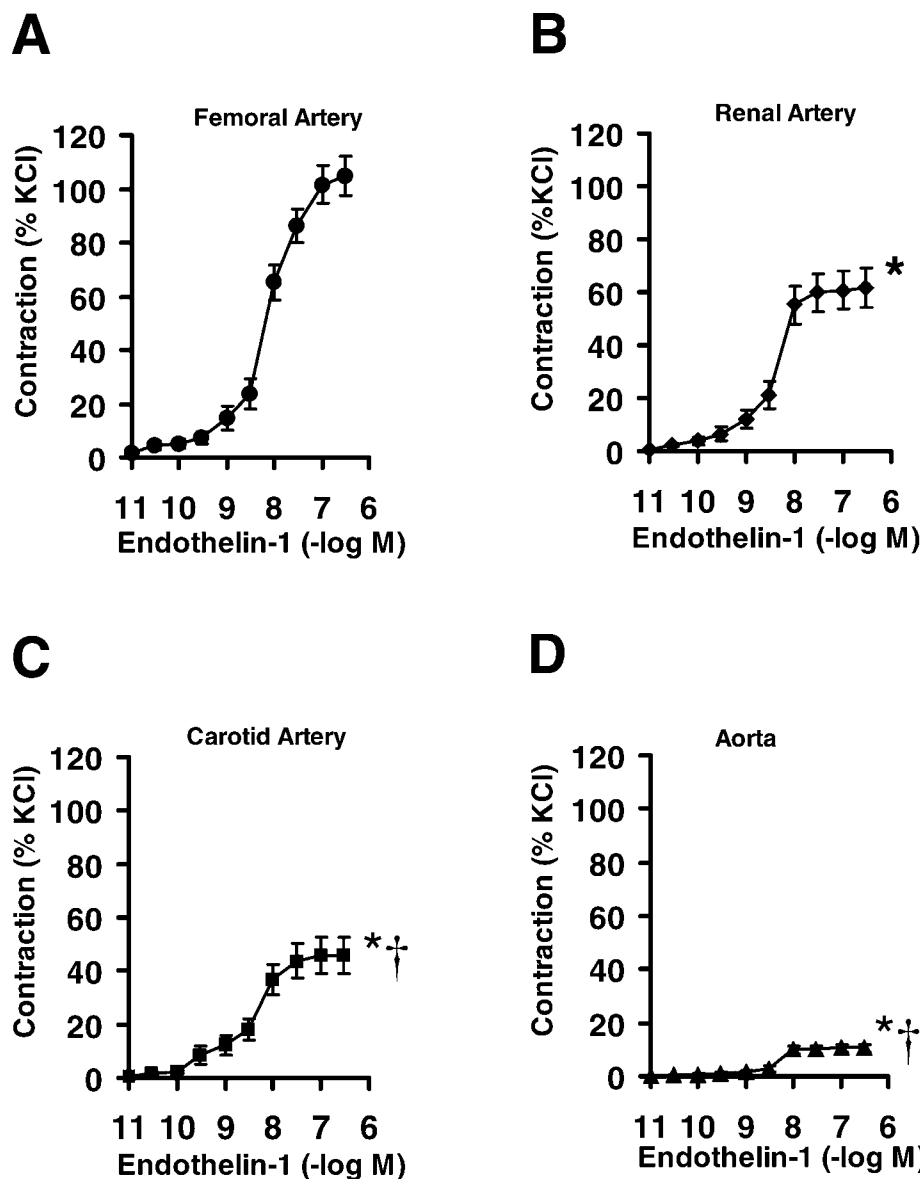 A
Femoral Artery
Contraction (% KCl)
120
100
80
60
40
20
0
11 10 9 8 7 6
Endothelin-1 (-log M)
B
Renal Artery
Contraction (%KCl)
120
100
80
60
40
20
0
*
11 10 9 8 7 6
Endothelin-1 (-log M)
C
Carotid Artery
Contraction (% KCl)
120
100
80
60
40
20
0
*†
11 10 9 8 7 6
Endothelin-1 (-log M)
D
Aorta
Contraction (% KCl)
120
100
80
60
40
20
0
*†
11 10 9 8 7 6
Endothelin-1 (-log M)